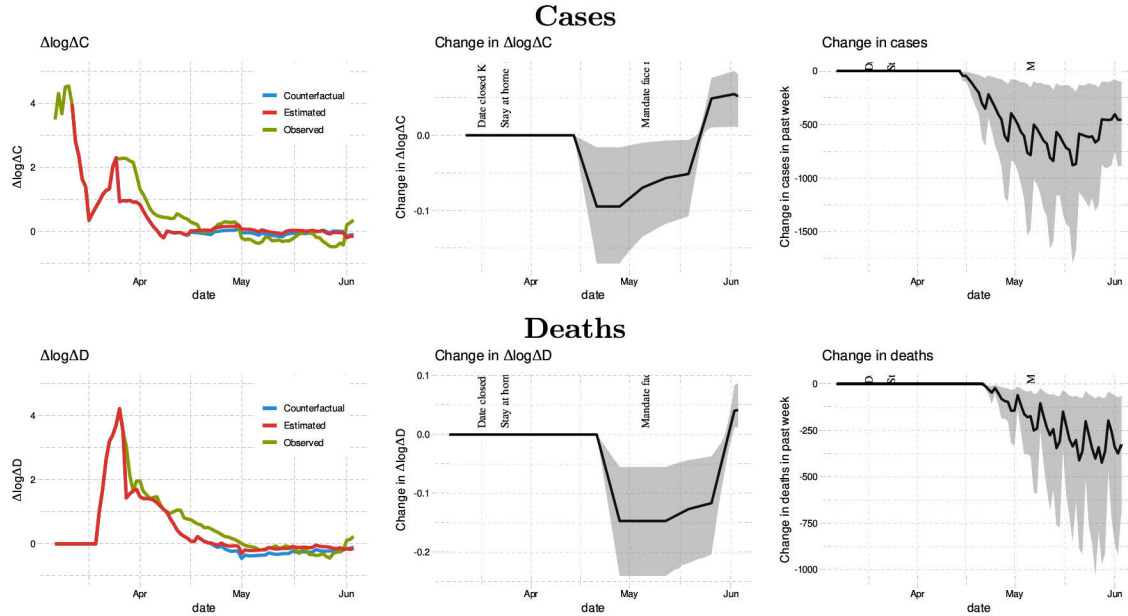 Cases
ΔlogΔC
Counterfactual
Estimated
Observed
4
2
0
ΔlogΔC
Apr
May
Jun
date
Change in ΔlogΔC
Date closed K
Stay at home
Mandate face
0.0
-0.1
Change in ΔlogΔC
May
Jun
date
Change in cases
D
St
M
0
-500
-1000
-1500
Change in cases in past week
May
Jun
date
Deaths
ΔlogΔD
Counterfactual
Estimated
Observed
4
2
0
ΔlogΔD
Apr
May
Jun
date
Change in ΔlogΔD
Date closed
Stay at hom
Mandate fac
0.1
0.0
-0.1
-0.2
Change in ΔlogΔD
May
Jun
date
Change in deaths
D
St
M
0
-250
-500
-750
-1000
Change in deaths in past week
May
Jun
date